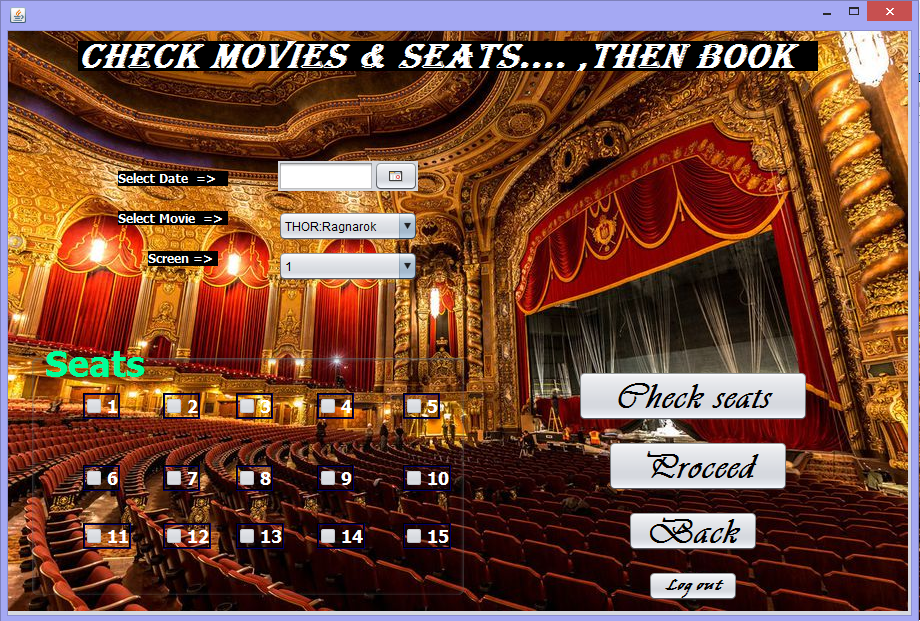 CHECK MOVIES & SEATS.... ,THEN BOOK
Select Date =>
Select Movie => THOR:Ragnarok
Screen => 1
Seats
1 2 3 4 5
6 7 8 9 10
11 12 13 14 15
Check seats
Proceed
Back
Log out